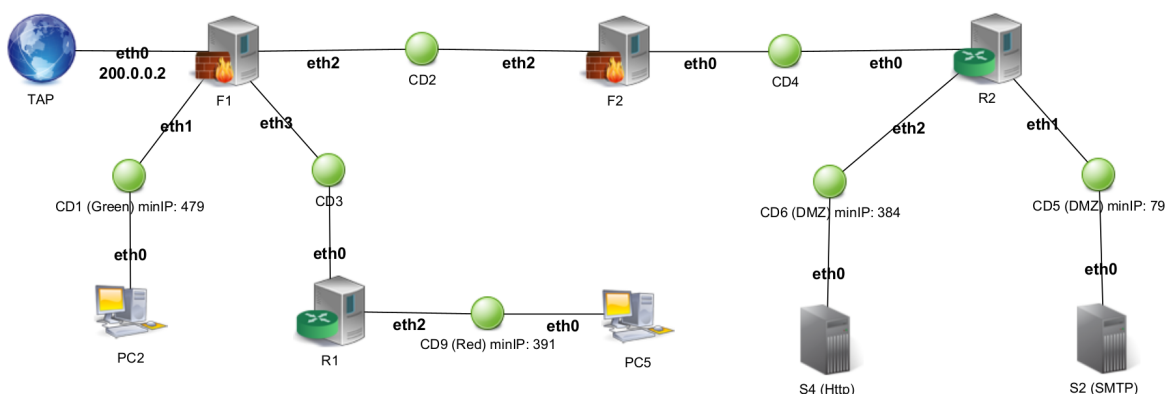 eth0
200.0.0.2
TAP
F1
eth2
CD2
eth2
F2
eth0
CD4
eth0
R2
eth1
eth3
eth2
eth1
CD1 (Green) minIP: 479
CD3
CD6 (DMZ) minIP: 384
CD5 (DMZ) minIP: 79
eth0
eth0
eth0
eth0
PC2
R1
eth2
CD9 (Red) minIP: 391
eth0
PC5
S4 (Http)
S2 (SMTP)